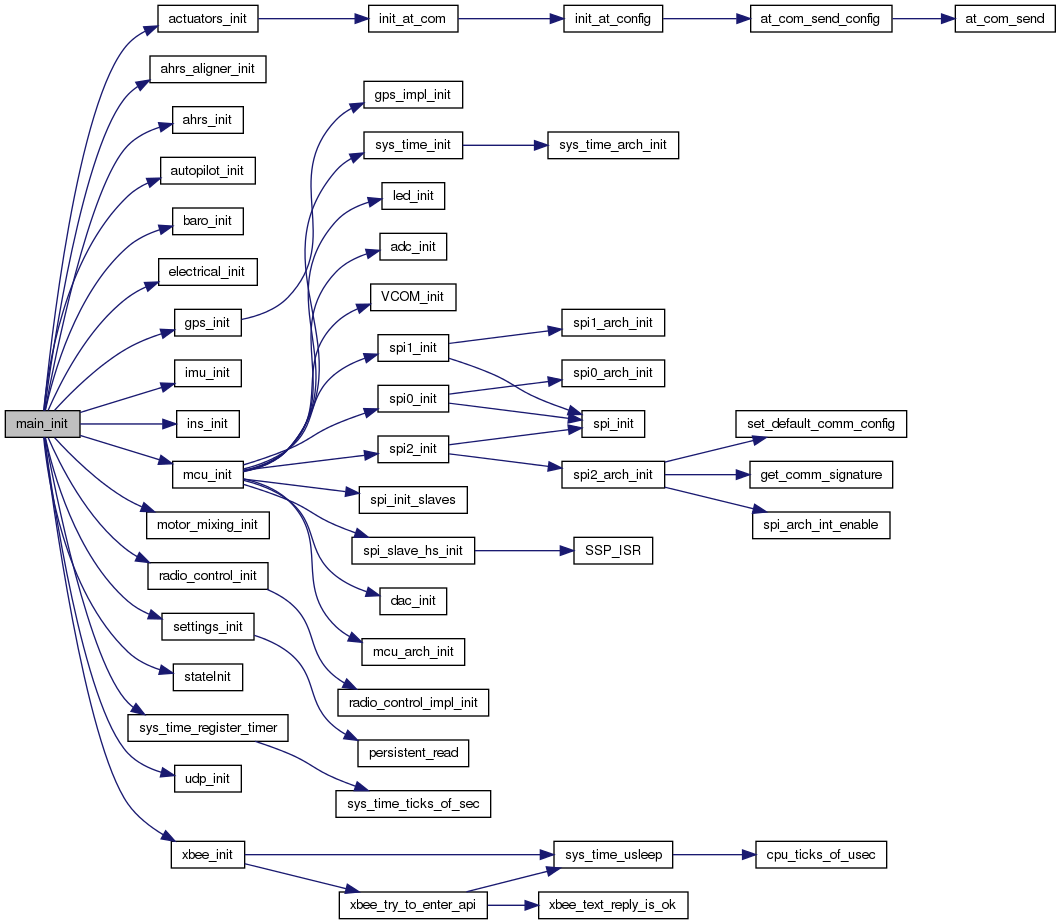 actuators_init
init_at_com
init_at_config
at_com_send_config
at_com_send
ahrs_aligner_init
gps_impl_init
ahrs_init
sys_time_init
sys_time_arch_init
autopilot_init
led_init
baro_init
adc_init
electrical_init
VCOM_init
gps_init
spi1_init
spi1_arch_init
imu_init
spi0_init
spi0_arch_init
main_init
ins_init
spi_init
set_default_comm_config
mcu_init
spi2_init
spi2_arch_init
get_comm_signature
spi_init_slaves
motor_mixing_init
spi_arch_int_enable
spi_slave_hs_init
SSP_ISR
radio_control_init
dac_init
settings_init
mcu_arch_init
stateInit
radio_control_impl_init
sys_time_register_timer
persistent_read
udp_init
sys_time_ticks_of_sec
xbee_init
sys_time_usleep
cpu_ticks_of_usec
xbee_try_to_enter_api
xbee_text_reply_is_ok